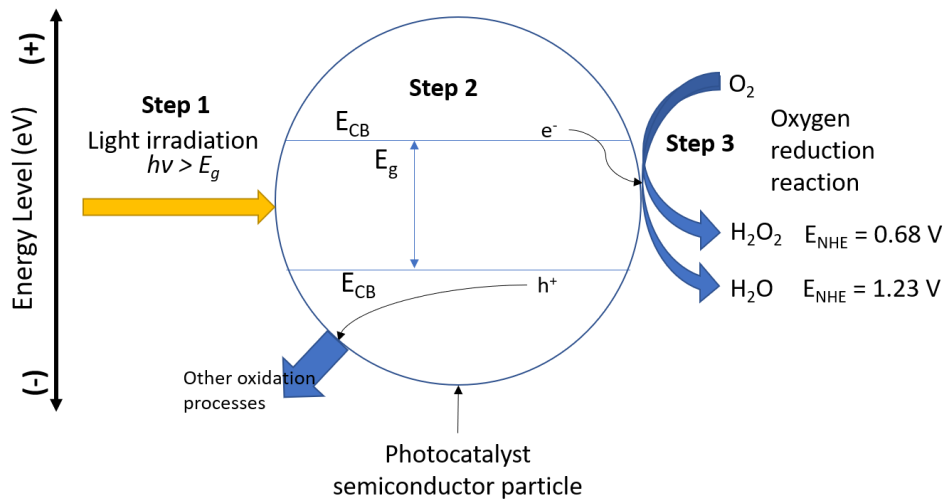 (+)
Energy Level (eV)
(-)
Step 1
Light irradiation
hν > Eg
Step 2
ECB
Eg
ECB
e-
h+
Other oxidation
processes
Photocatalyst
semiconductor particle
Step 3
O2
Oxygen
reduction
reaction
H2O2 ENHE = 0.68 V
H2O ENHE = 1.23 V